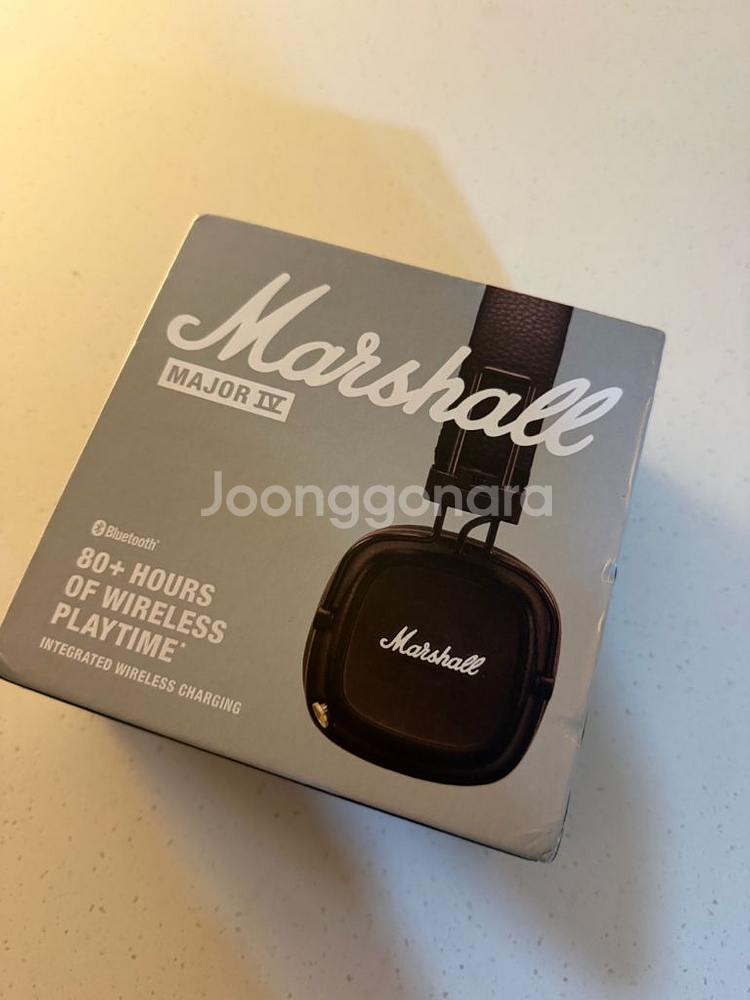 Marshall
MAJOR IV
Joonggonara
Bluetooth®
80+ HOURS
OF WIRELESS
PLAYTIME*
INTEGRATED WIRELESS CHARGING
Marshall